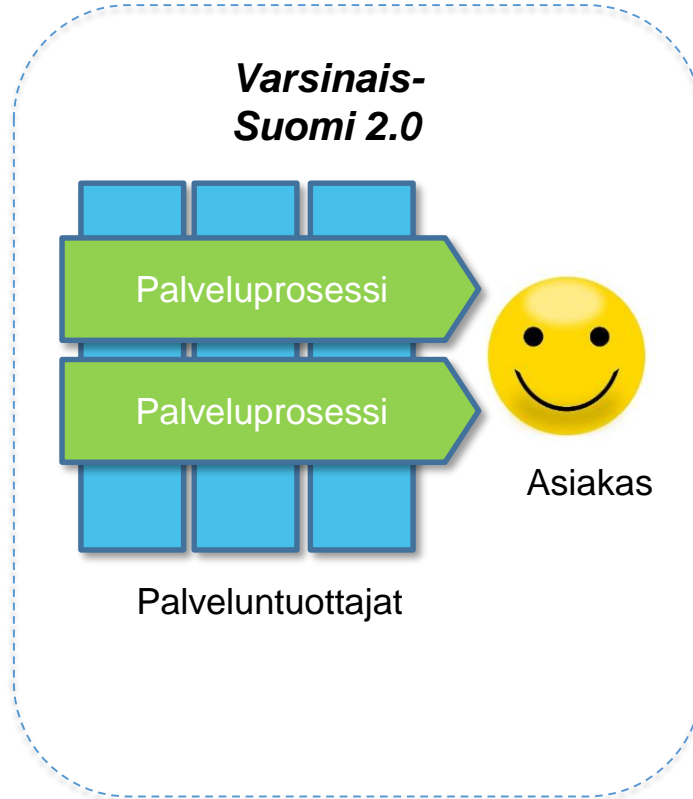 Varsinais-
Suomi 2.0
Palveluprosessi
Palveluprosessi
Asiakas
Palveluntuottajat